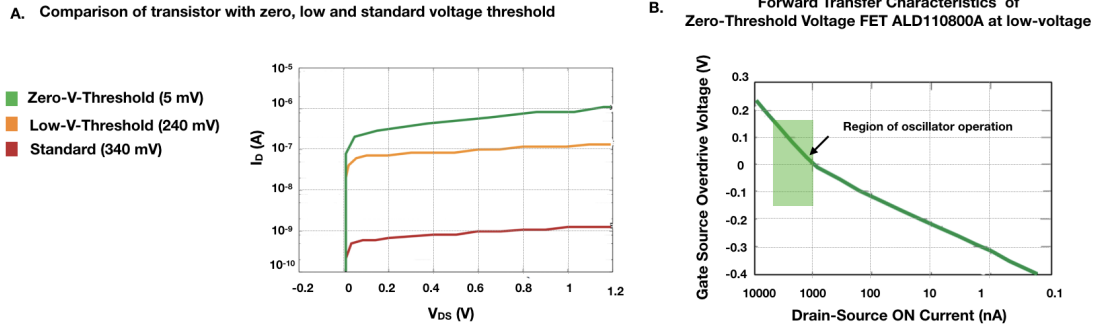 A. Comparison of transistor with zero, low and standard voltage threshold
Zero-V-Threshold (5 mV)
Low-V-Threshold (240 mV)
Standard (340 mV)
I_D (A)
10^-5
10^-6
10^-7
10^-8
10^-9
10^-10
-0.2 0 0.2 0.4 0.6 0.8 1 1.2
V_DS (V)
B. Forward Transfer Characteristics of
Zero-Threshold Voltage FET ALD110800A at low-voltage
Gate Source Overdrive Voltage (V)
0.3
0.2
0.1
0
-0.1
-0.2
-0.3
-0.4
Region of oscillator operation
10000 1000 100 10 1 0.1
Drain-Source ON Current (nA)